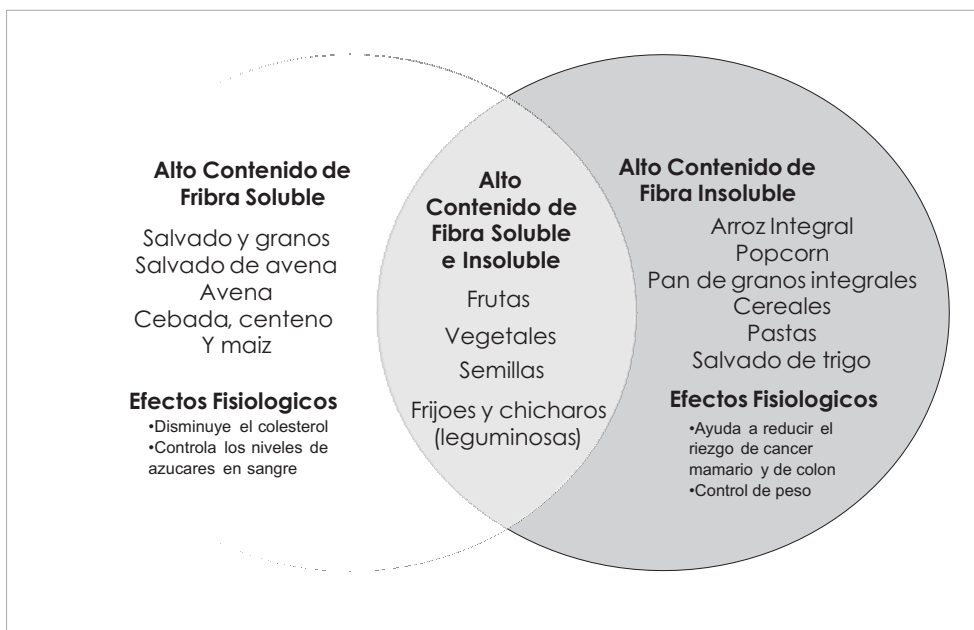 Alto Contenido de
Fribra Soluble
Salvado y granos
Salvado de avena
Avena
Cebada, centeno
Y maiz
Efectos Fisiologicos
•Disminuye el colesterol
•Controla los niveles de
azucares en sangre
Alto
Contenido de
Fibra Soluble
e Insoluble
Frutas
Vegetales
Semillas
Frijoes y chicharos
(leguminosas)
Alto Contenido de
Fibra Insoluble
Arroz Integral
Popcorn
Pan de granos integrales
Cereales
Pastas
Salvado de trigo
Efectos Fisiologicos
•Ayuda a reducir el
riezgo de cancer
mamario y de colon
•Control de peso